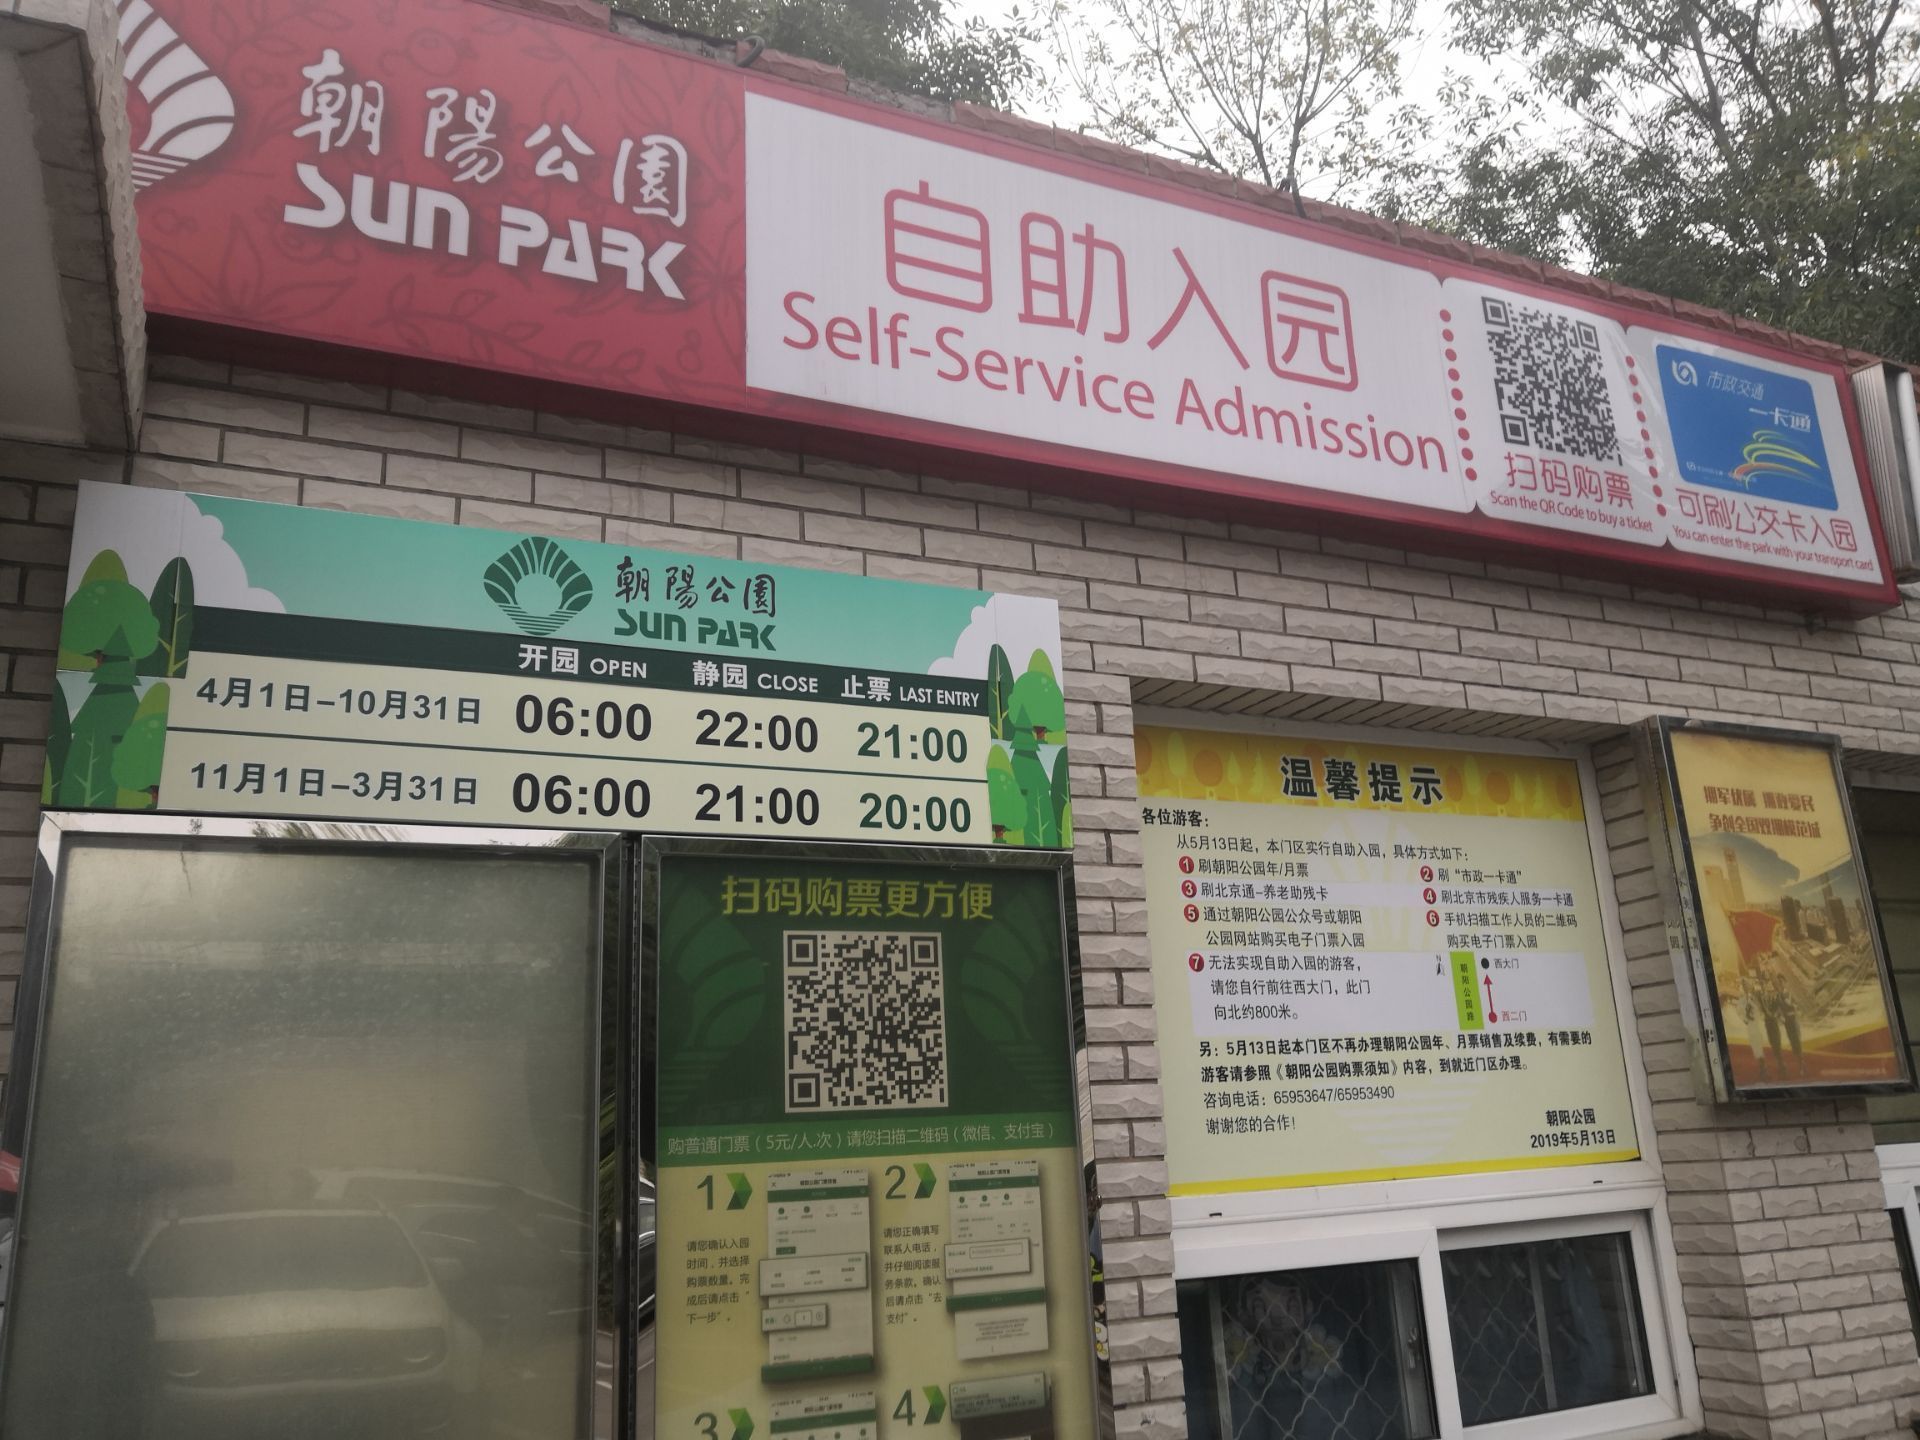 朝陽公園
SUN PARK
自助入园
Self-Service Admission
扫码购票
Scan the QR Code to buy a ticket
市政交通
一卡通
可刷公交卡入园
You can enter the park with your transport card
朝陽公園
SUN PARK
开园 OPEN 静园 CLOSE 止票 LAST ENTRY
4月1日-10月31日 06:00 22:00 21:00
11月1日-3月31日 06:00 21:00 20:00
扫码购票更方便
购普通门票(5元/人.次)请您扫描二维码(微信、支付宝)
1
请您确认入园
时间,并选择
购票数量。完
成后请点击“
下一步”。
2
请您正确填写
联系人电话,
并仔细阅读服
务条款。确认
后请点击“去
支付”。
3
4
温馨提示
各位游客:
从5月13日起,本门区实行自助入园,具体方式如下:
1 刷朝阳公园年/月票
2 刷“市政一卡通”
3 刷北京通-养老助残卡
4 刷北京市残疾人服务一卡通
5 通过朝阳公园公众号或朝阳
公园网站购买电子门票入园
6 手机扫描工作人员的二维码
购买电子门票入园
7 无法实现自助入园的游客,
请您自行前往西大门,此门
向北约800米。
N
朝阳公园路
西大门
西二门
另:5月13日起本门区不再办理朝阳公园年、月票销售及续费,有需要的
游客请参照《朝阳公园购票须知》内容,到就近门区办理。
咨询电话:65953647/65953490
谢谢您的合作!
朝阳公园
2019年5月13日
拥军优属 拥政爱民
争创全国双拥模范城